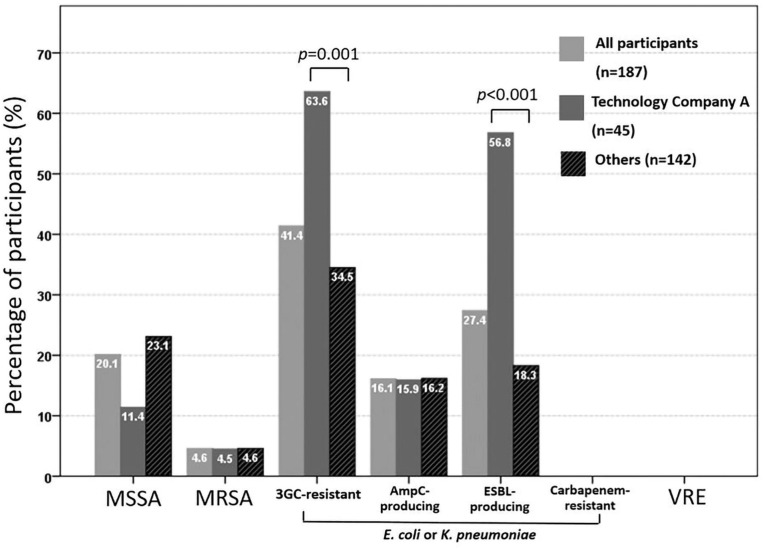 Percentage of participants (%)
70
60
50
40
30
20
10
0
p=0.001
p<0.001
All participants
(n=187)
Technology Company A
(n=45)
Others (n=142)
20.1
11.4
23.1
4.6
4.5
4.6
41.4
63.6
34.5
16.1
15.9
16.2
27.4
56.8
18.3
MSSA
MRSA
3GC-resistant
AmpC-
producing
ESBL-
producing
Carbapenem-
resistant
VRE
E. coli or K. pneumoniae